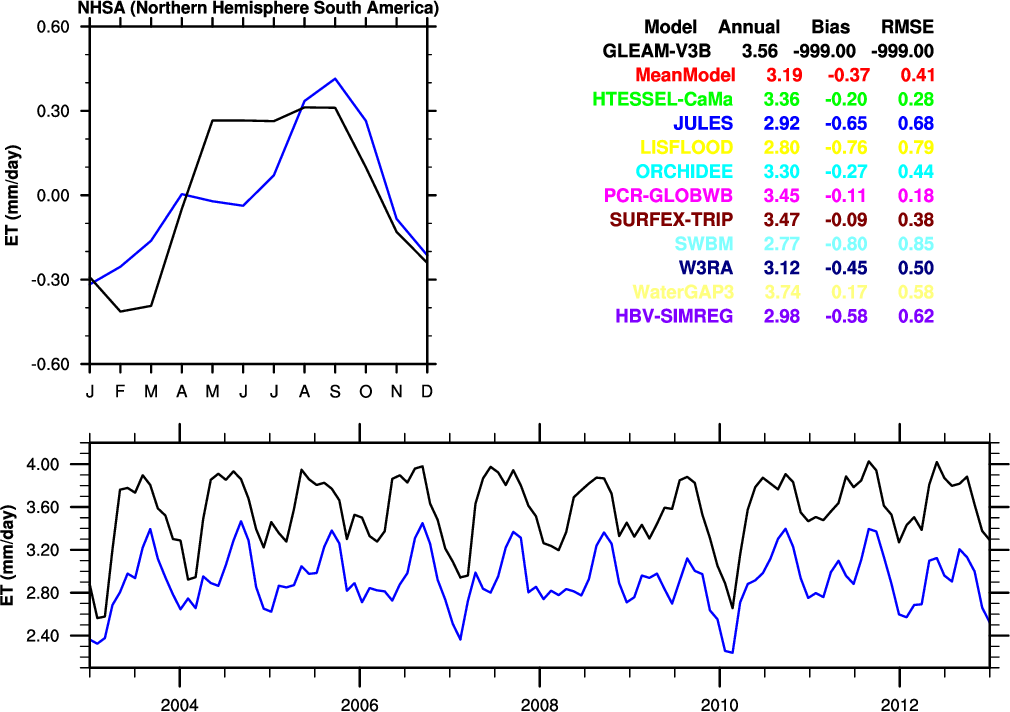 NHSA (Northern Hemisphere South America)
0.60
0.30
0.00
-0.30
-0.60
ET (mm/day)
J F M A M J J A S O N D
Model Annual Bias RMSE
GLEAM-V3B 3.56 -999.00 -999.00
MeanModel 3.19 -0.37 0.41
HTESSEL-CaMa 3.36 -0.20 0.28
JULES 2.92 -0.65 0.68
LISFLOOD 2.80 -0.76 0.79
ORCHIDEE 3.30 -0.27 0.44
PCR-GLOBWB 3.45 -0.11 0.18
SURFEX-TRIP 3.47 -0.09 0.38
SWBM 2.77 -0.80 0.85
W3RA 3.12 -0.45 0.50
WaterGAP3 3.74 0.17 0.58
HBV-SIMREG 2.98 -0.58 0.62
4.00
3.60
3.20
2.80
2.40
ET (mm/day)
2004 2006 2008 2010 2012